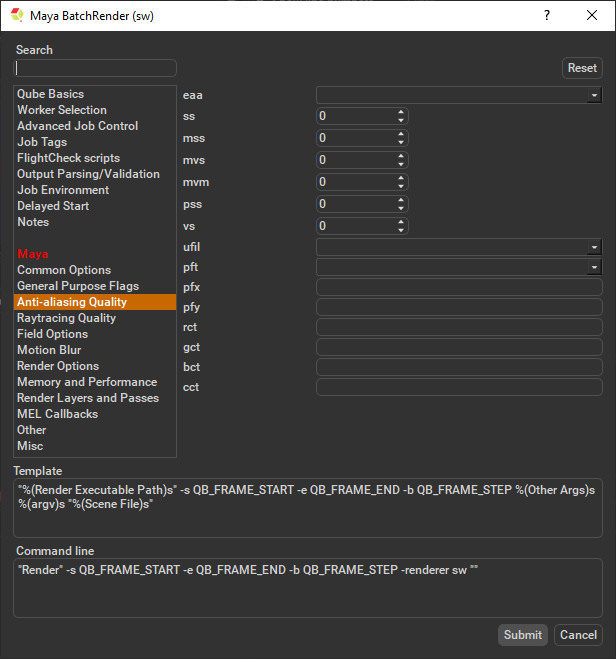 Maya BatchRender (sw)
?
Search
Reset
Qube Basics
Worker Selection
Advanced Job Control
Job Tags
FlightCheck scripts
Output Parsing/Validation
Job Environment
Delayed Start
Notes
Maya
Common Options
General Purpose Flags
Anti-aliasing Quality
Raytracing Quality
Field Options
Motion Blur
Render Options
Memory and Performance
Render Layers and Passes
MEL Callbacks
Other
Misc
eaa
ss 0
mss 0
mvs 0
mvm 0
pss 0
vs 0
ufil
pft
pfx
pfy
rct
gct
bct
cct
Template
"%(Render Executable Path)s" -s QB_FRAME_START -e QB_FRAME_END -b QB_FRAME_STEP %(Other Args)s
%(argv)s "%(Scene File)s"
Command line
"Render" -s QB_FRAME_START -e QB_FRAME_END -b QB_FRAME_STEP -renderer sw ""
Submit
Cancel